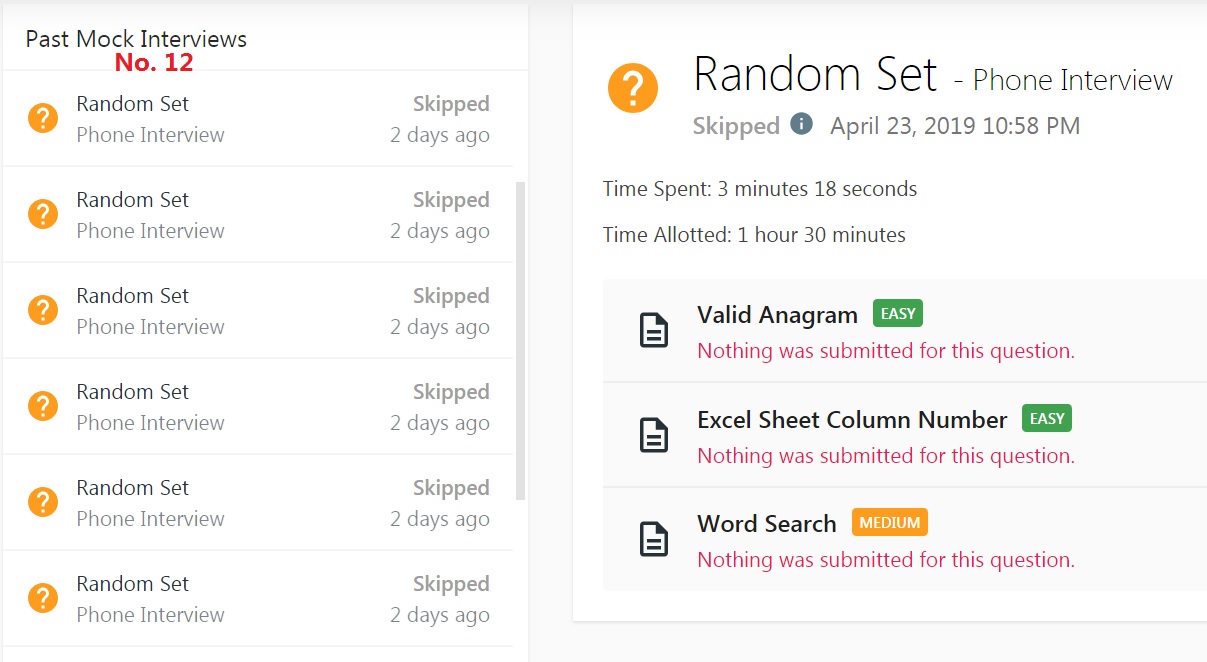 Past Mock Interviews
No. 12
Random Set Skipped
Phone Interview 2 days ago
Random Set Skipped
Phone Interview 2 days ago
Random Set Skipped
Phone Interview 2 days ago
Random Set Skipped
Phone Interview 2 days ago
Random Set Skipped
Phone Interview 2 days ago
Random Set Skipped
Phone Interview 2 days ago
Random Set - Phone Interview
Skipped April 23, 2019 10:58 PM
Time Spent: 3 minutes 18 seconds
Time Allotted: 1 hour 30 minutes
Valid Anagram EASY
Nothing was submitted for this question.
Excel Sheet Column Number EASY
Nothing was submitted for this question.
Word Search MEDIUM
Nothing was submitted for this question.